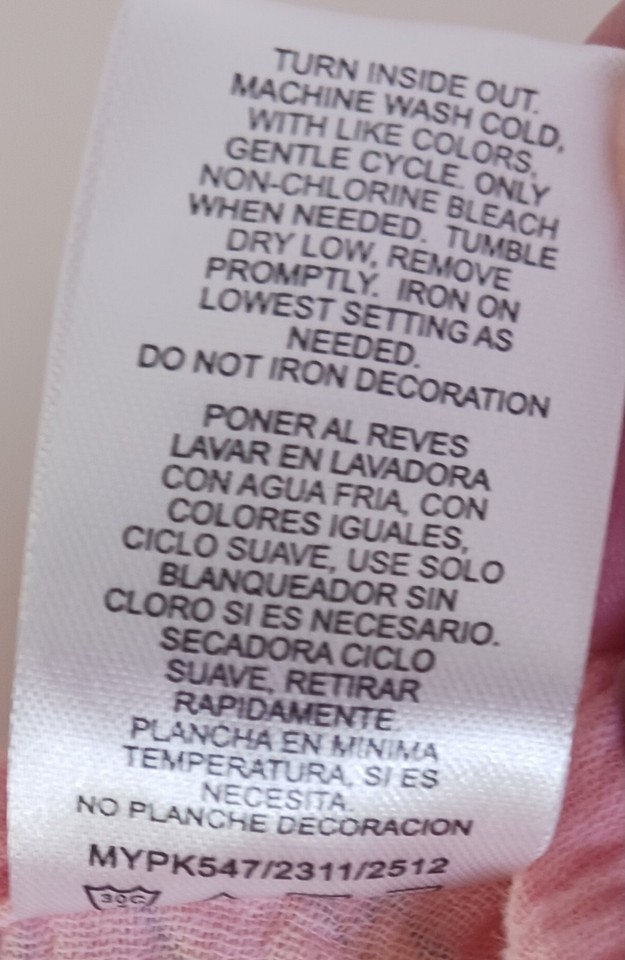 TURN INSIDE OUT.
MACHINE WASH COLD,
WITH LIKE COLORS,
GENTLE CYCLE. ONLY
NON-CHLORINE BLEACH
WHEN NEEDED. TUMBLE
DRY LOW, REMOVE
PROMPTLY. IRON ON
LOWEST SETTING AS
NEEDED.
DO NOT IRON DECORATION
PONER AL REVES
LAVAR EN LAVADORA
CON AGUA FRIA, CON
COLORES IGUALES,
CICLO SUAVE, USE SOLO
BLANQUEADOR SIN
CLORO SI ES NECESARIO.
SECADORA CICLO
SUAVE, RETIRAR
RAPIDAMENTE.
PLANCHA EN MINIMA
TEMPERATURA, SI ES
NECESITA.
NO PLANCHE DECORACION
MYPK547/2311/2512
30C